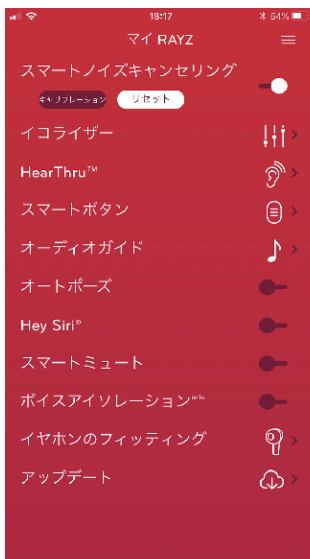 18:17
54%
マイ RAYZ
スマートノイズキャンセリング
キャリブレーション
リセット
イコライザー
HearThru™
スマートボタン
オーディオガイド
オートポーズ
Hey Siri®
スマートミュート
ボイスアイソレーション
イヤホンのフィッティング
アップデート